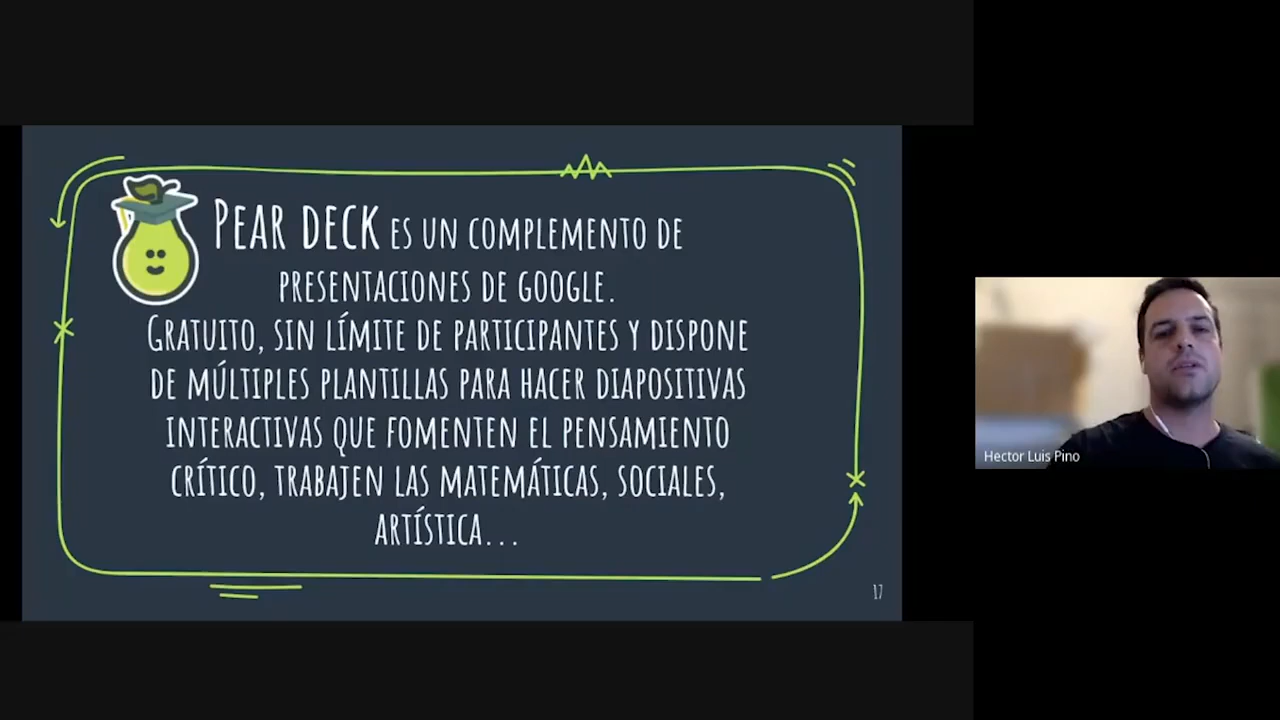 Pear deck es un complemento de
presentaciones de google.
Gratuito, sin límite de participantes y dispone
de múltiples plantillas para hacer diapositivas
interactivas que fomenten el pensamiento
crítico, trabajen las matemáticas, sociales,
artística...
17
Hector Luis Pino